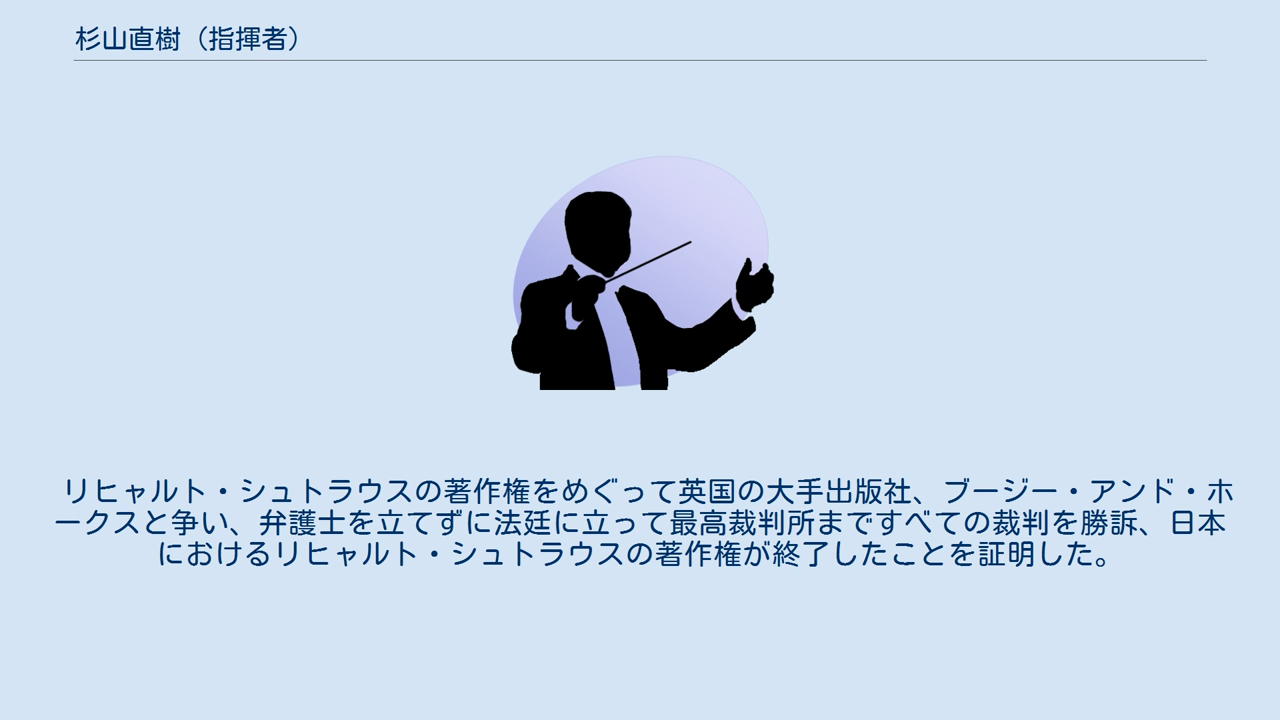 杉山直樹（指揮者）
リヒャルト・シュトラウスの著作権をめぐって英国の大手出版社、ブージー・アンド・ホ
ークスと争い、弁護士を立てずに法廷に立って最高裁判所まですべての裁判を勝訴、日本
におけるリヒャルト・シュトラウスの著作権が終了したことを証明した。